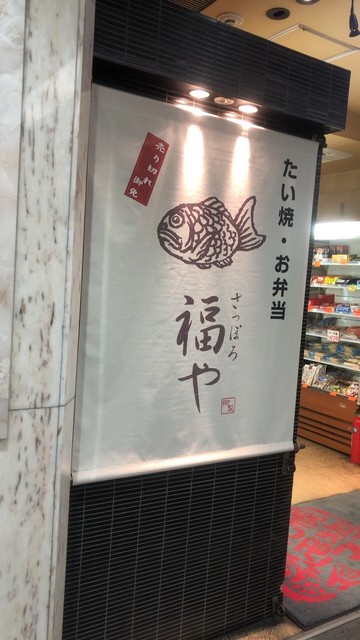 たい焼・お弁当
売り切れ
御免
さっぽろ
福や